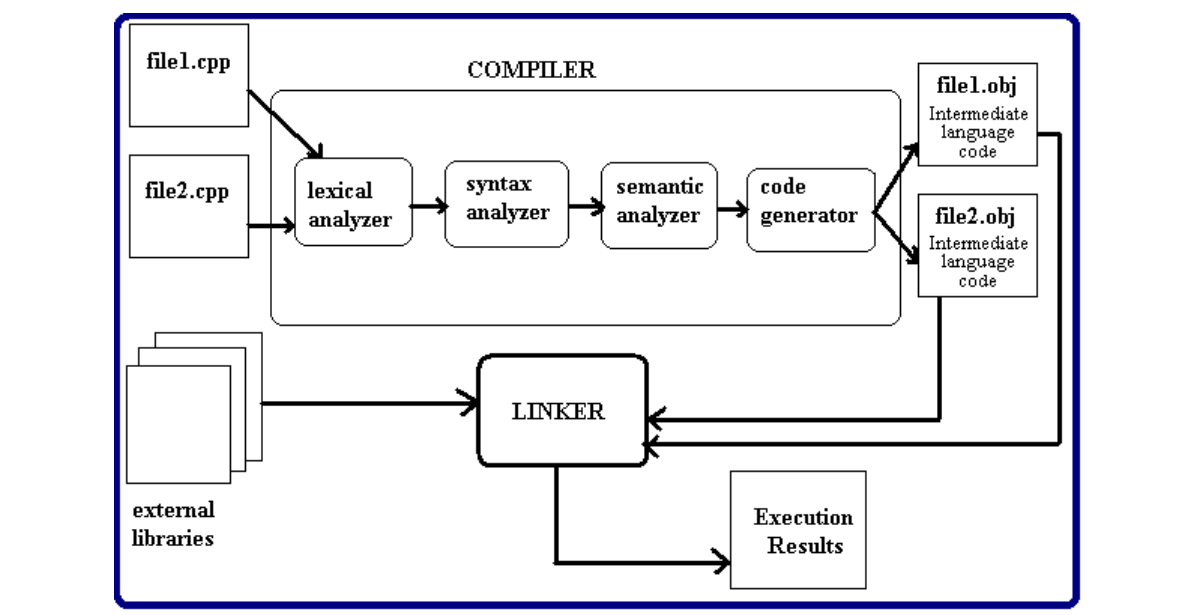 file1.cpp
COMPILER
file1.obj
Intermediate
language
code
file2.cpp
lexical
analyzer
syntax
analyzer
semantic
analyzer
code
generator
file2.obj
Intermediate
language
code
LINKER
external
libraries
Execution
Results